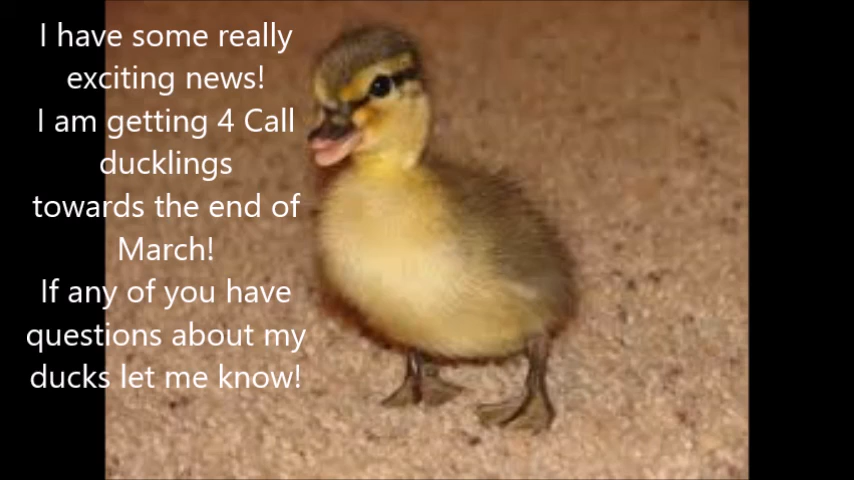 I have some really
exciting news!
I am getting 4 Call
ducklings
towards the end of
March!
If any of you have
questions about my
ducks let me know!